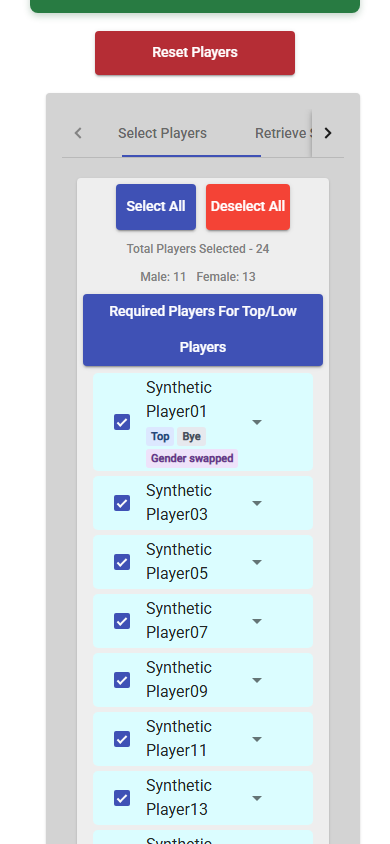 Reset Players
Select Players
Retrieve
Select All
Deselect All
Total Players Selected - 24
Male: 11 Female: 13
Required Players For Top/Low
Players
Synthetic
Player01
Top Bye
Gender swapped
Synthetic
Player03
Synthetic
Player05
Synthetic
Player07
Synthetic
Player09
Synthetic
Player11
Synthetic
Player13